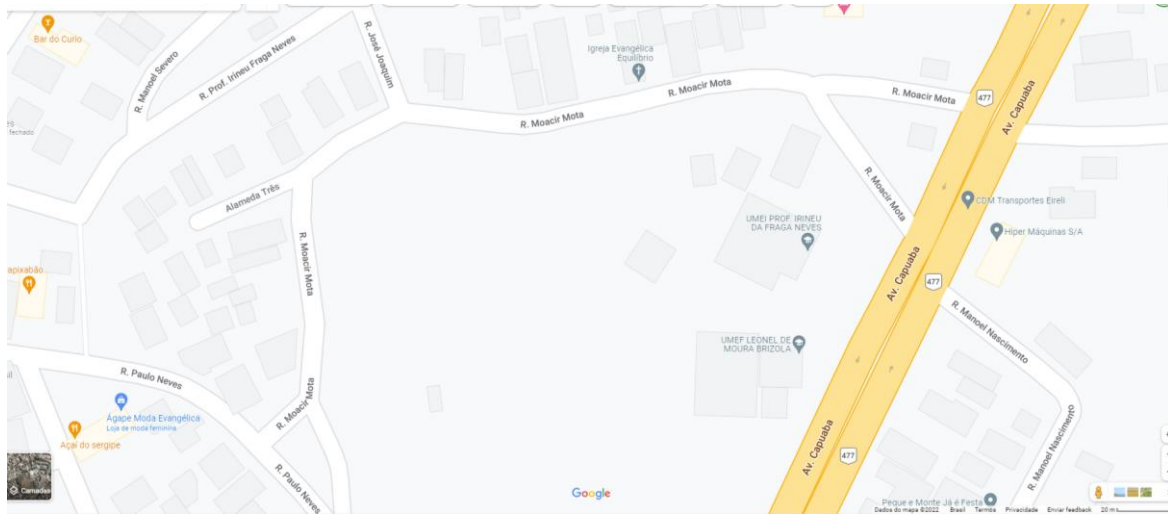 Bar do Curio
R. Manoel Severo
R. Prof. Irineu Fraga Neves
R. José Joaquim
Igreja Evangélica
Equilíbrio
R. Moacir Mota
R. Moacir Mota
R. Moacir Mota
477
Av. Capuaba
fechado
Alameda Três
R. Moacir Mota
R. Moacir Mota
CDM Transportes Eireli
UMEI PROF. IRINEU
DA FRAGA NEVES
Hiper Máquinas S/A
apixabão
Av. Capuaba
477
R. Manoel Nascimento
UMEF LEONEL DE
MOURA BRIZOLA
R. Paulo Neves
R. Moacir Mota
Ágape Moda Evangélica
Loja de moda feminina
Açaí do sergipe
Av. Capuaba
477
R. Manoel Nascimento
R. Paulo Neves
Camadas
Google
Pegue e Monte Já é Festa
Dados do mapa ©2022 Brasil Termos Privacidade Enviar feedback 20 m